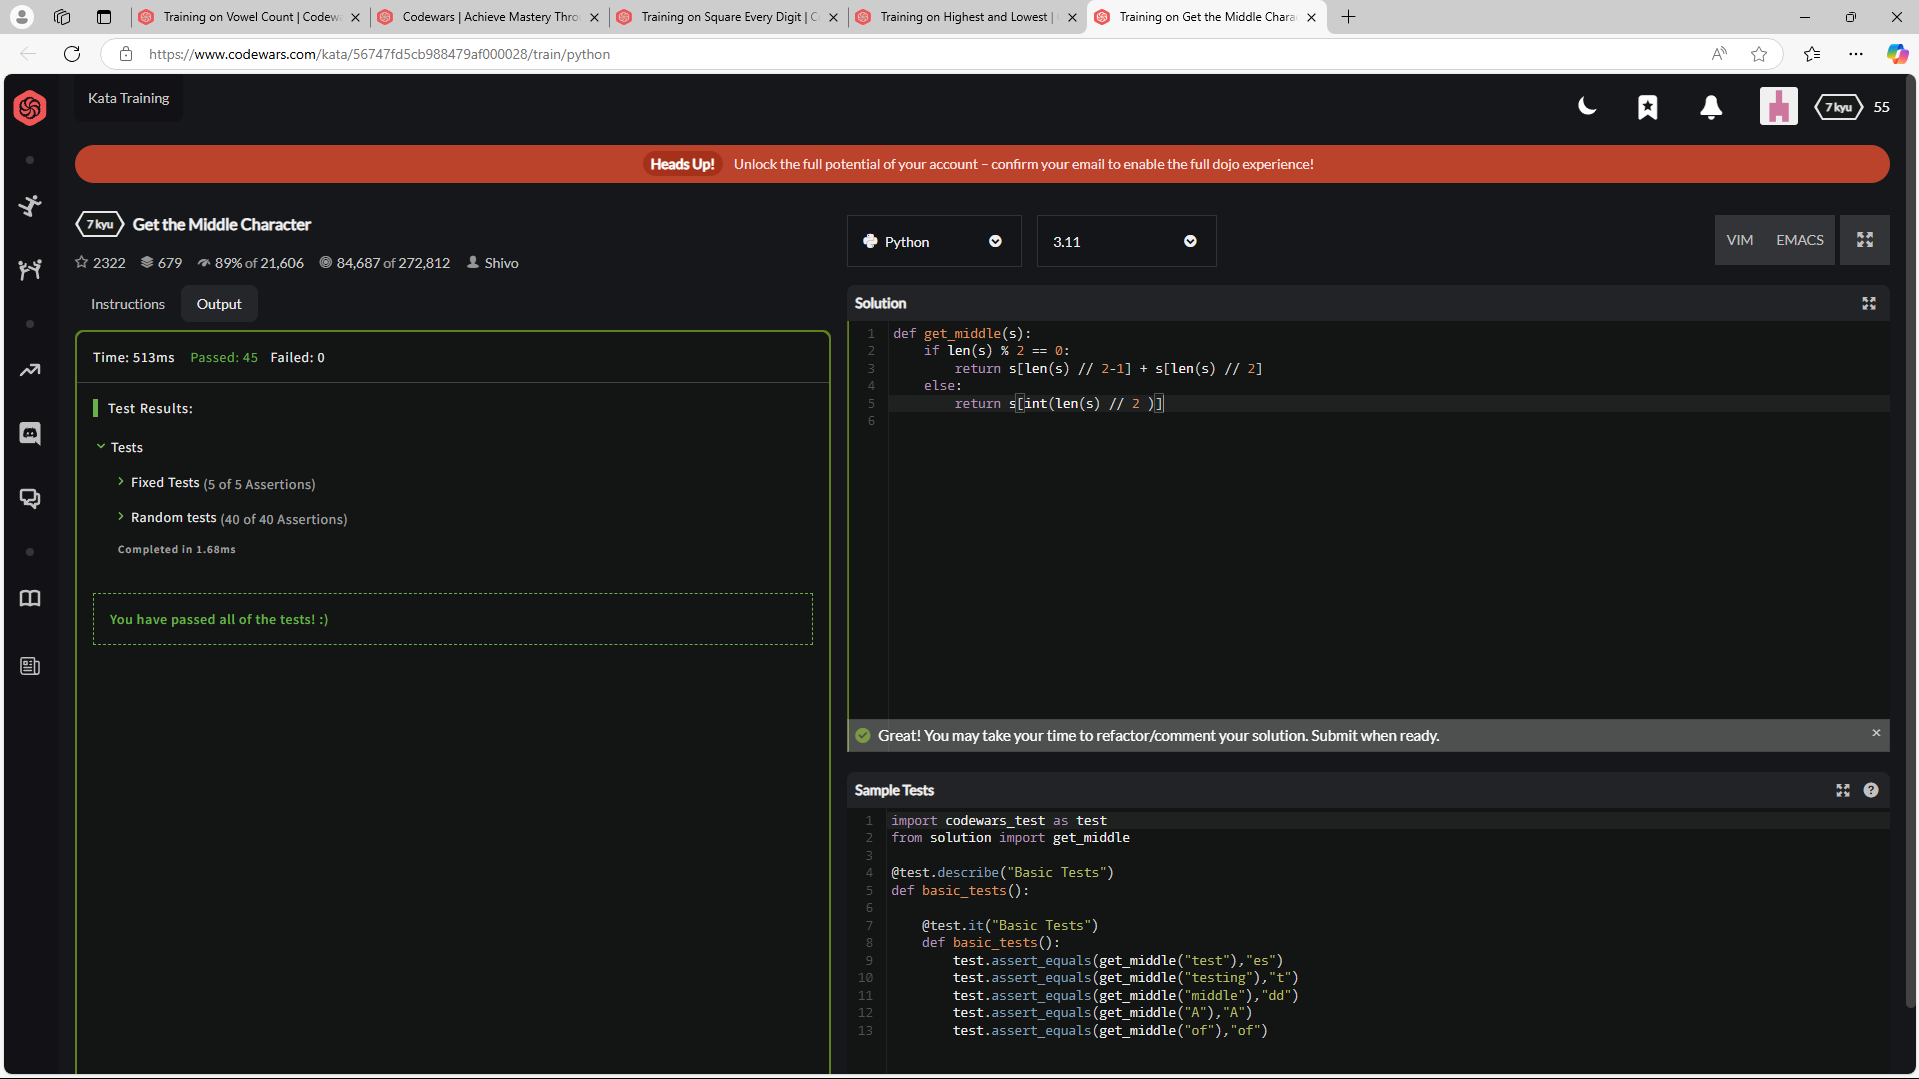 Training on Vowel Count | Codew
Codewars | Achieve Mastery Thro
Training on Square Every Digit | C
Training on Highest and Lowest |
Training on Get the Middle Chara
https://www.codewars.com/kata/56747fd5cb988479af000028/train/python
Kata Training
7 kyu 55
Heads Up! Unlock the full potential of your account – confirm your email to enable the full dojo experience!
7 kyu Get the Middle Character
2322 679 89% of 21,606 84,687 of 272,812 Shivo
Instructions Output
Time: 513ms Passed: 45 Failed: 0
Test Results:
Tests
Fixed Tests (5 of 5 Assertions)
Random tests (40 of 40 Assertions)
Completed in 1.68ms
You have passed all of the tests! :)
Python 3.11 VIM EMACS
Solution
1 def get_middle(s):
2     if len(s) % 2 == 0:
3         return s[len(s) // 2-1] + s[len(s) // 2]
4     else:
5         return s[int(len(s) // 2 )]
6
Great! You may take your time to refactor/comment your solution. Submit when ready.
Sample Tests
1 import codewars_test as test
2 from solution import get_middle
3
4 @test.describe("Basic Tests")
5 def basic_tests():
6
7     @test.it("Basic Tests")
8     def basic_tests():
9         test.assert_equals(get_middle("test"),"es")
10         test.assert_equals(get_middle("testing"),"t")
11         test.assert_equals(get_middle("middle"),"dd")
12         test.assert_equals(get_middle("A"),"A")
13         test.assert_equals(get_middle("of"),"of")